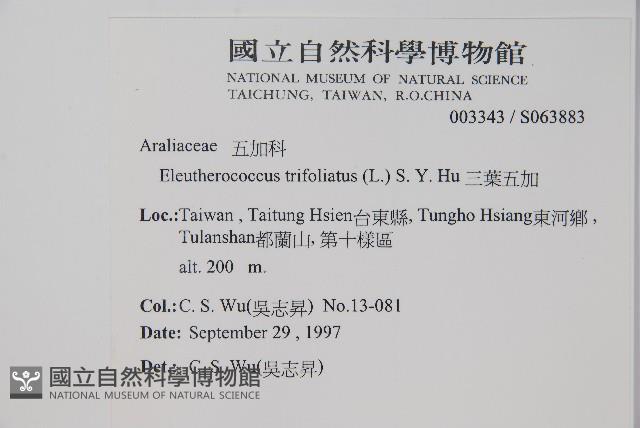 國立自然科學博物館
NATIONAL MUSEUM OF NATURAL SCIENCE
TAICHUNG, TAIWAN, R.O.CHINA
003343 / S063883
Araliaceae 五加科
Eleutherococcus trifoliatus (L.) S. Y. Hu 三葉五加
Loc.:Taiwan , Taitung Hsien台東縣, Tungho Hsiang東河鄉 ,
Tulanshan都蘭山, 第十樣區
alt. 200 m.
Col.: C. S. Wu(吳志昇) No.13-081
Date: September 29 , 1997
Det.: C. S. Wu(吳志昇)
國立自然科學博物館
NATIONAL MUSEUM OF NATURAL SCIENCE